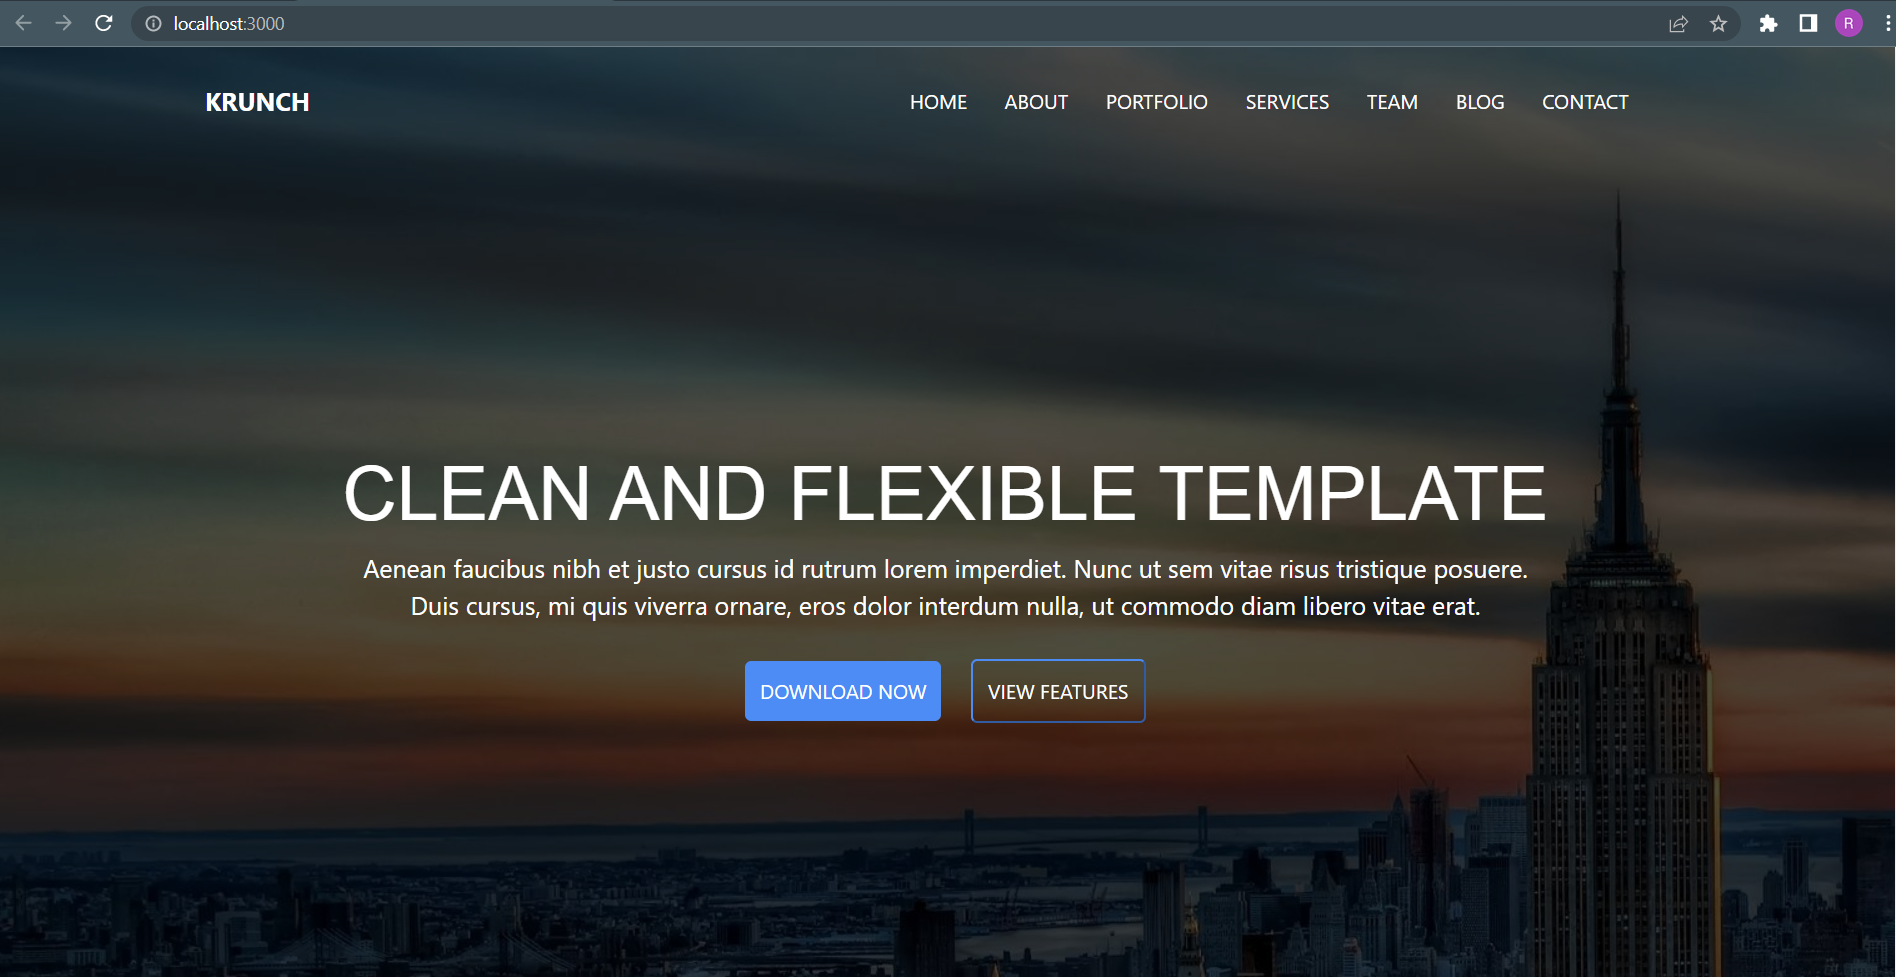 localhost:3000
R
KRUNCH
HOME ABOUT PORTFOLIO SERVICES TEAM BLOG CONTACT
CLEAN AND FLEXIBLE TEMPLATE
Aenean faucibus nibh et justo cursus id rutrum lorem imperdiet. Nunc ut sem vitae risus tristique posuere.
Duis cursus, mi quis viverra ornare, eros dolor interdum nulla, ut commodo diam libero vitae erat.
DOWNLOAD NOW
VIEW FEATURES